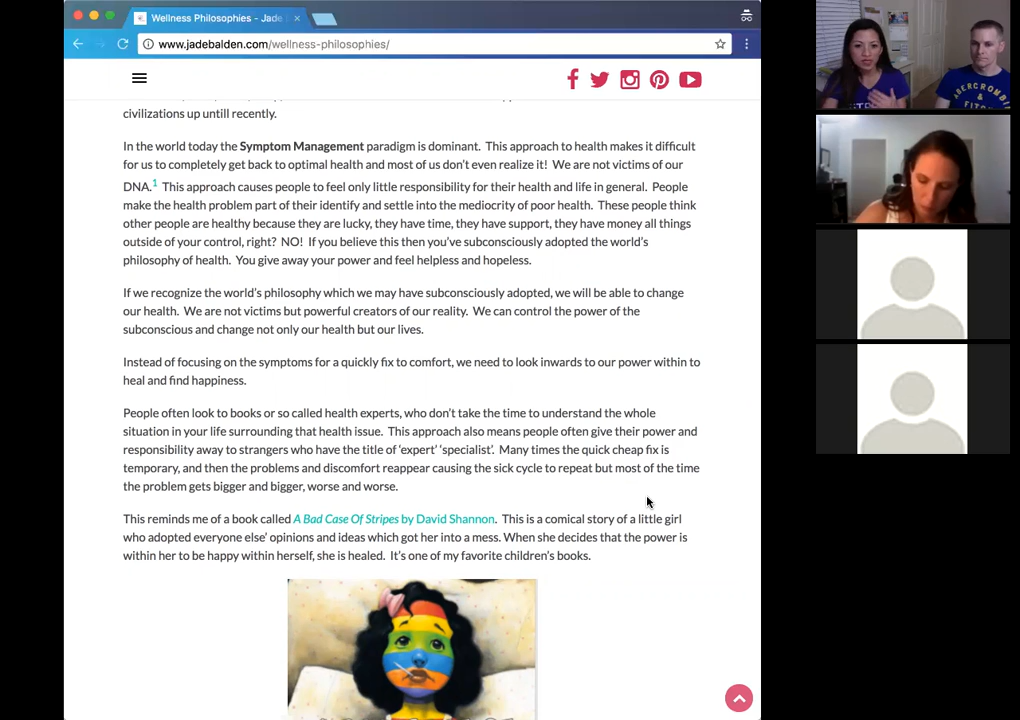 Wellness Philosophies - Jade
www.jadebalden.com/wellness-philosophies/
civilizations up untill recently.
In the world today the Symptom Management paradigm is dominant. This approach to health makes it difficult
for us to completely get back to optimal health and most of us don't even realize it! We are not victims of our
DNA.1 This approach causes people to feel only little responsibility for their health and life in general. People
make the health problem part of their identify and settle into the mediocrity of poor health. These people think
other people are healthy because they are lucky, they have time, they have support, they have money all things
outside of your control, right? NO! If you believe this then you've subconsciously adopted the world's
philosophy of health. You give away your power and feel helpless and hopeless.
If we recognize the world's philosophy which we may have subconsciously adopted, we will be able to change
our health. We are not victims but powerful creators of our reality. We can control the power of the
subconscious and change not only our health but our lives.
Instead of focusing on the symptoms for a quickly fix to comfort, we need to look inwards to our power within to
heal and find happiness.
People often look to books or so called health experts, who don't take the time to understand the whole
situation in your life surrounding that health issue. This approach also means people often give their power and
responsibility away to strangers who have the title of 'expert' 'specialist'. Many times the quick cheap fix is
temporary, and then the problems and discomfort reappear causing the sick cycle to repeat but most of the time
the problem gets bigger and bigger, worse and worse.
This reminds me of a book called A Bad Case Of Stripes by David Shannon. This is a comical story of a little girl
who adopted everyone else' opinions and ideas which got her into a mess. When she decides that the power is
within her to be happy within herself, she is healed. It's one of my favorite children's books.
ABERCROMBI